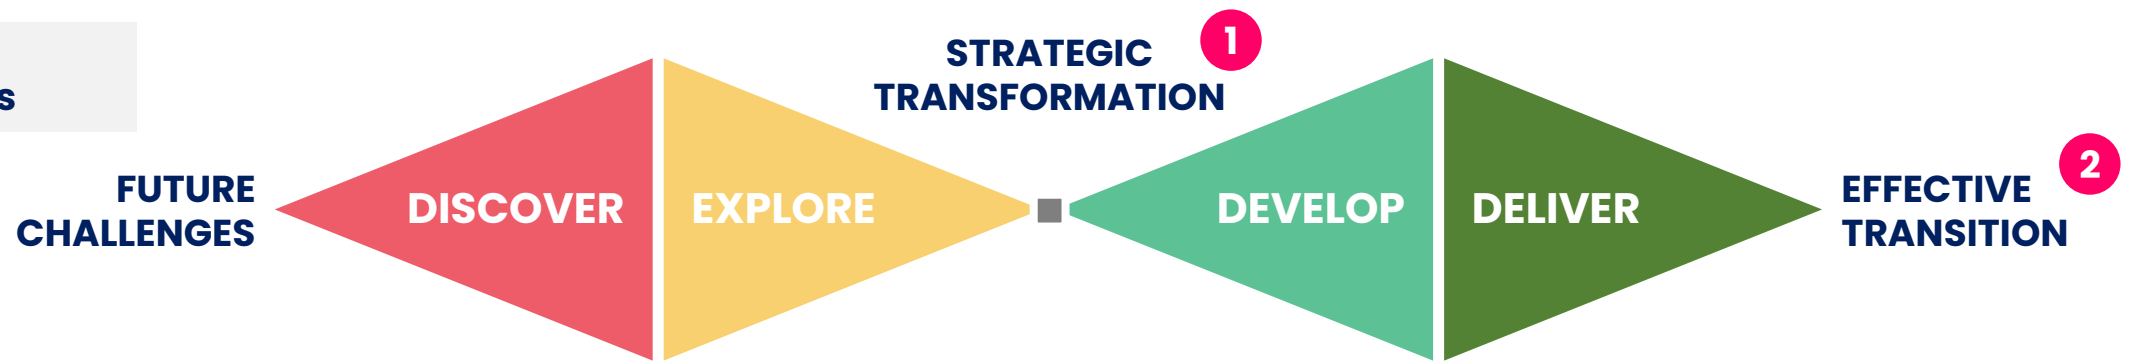 s
STRATEGIC
TRANSFORMATION
1
FUTURE
CHALLENGES
DISCOVER
EXPLORE
DEVELOP
DELIVER
EFFECTIVE
TRANSITION
2